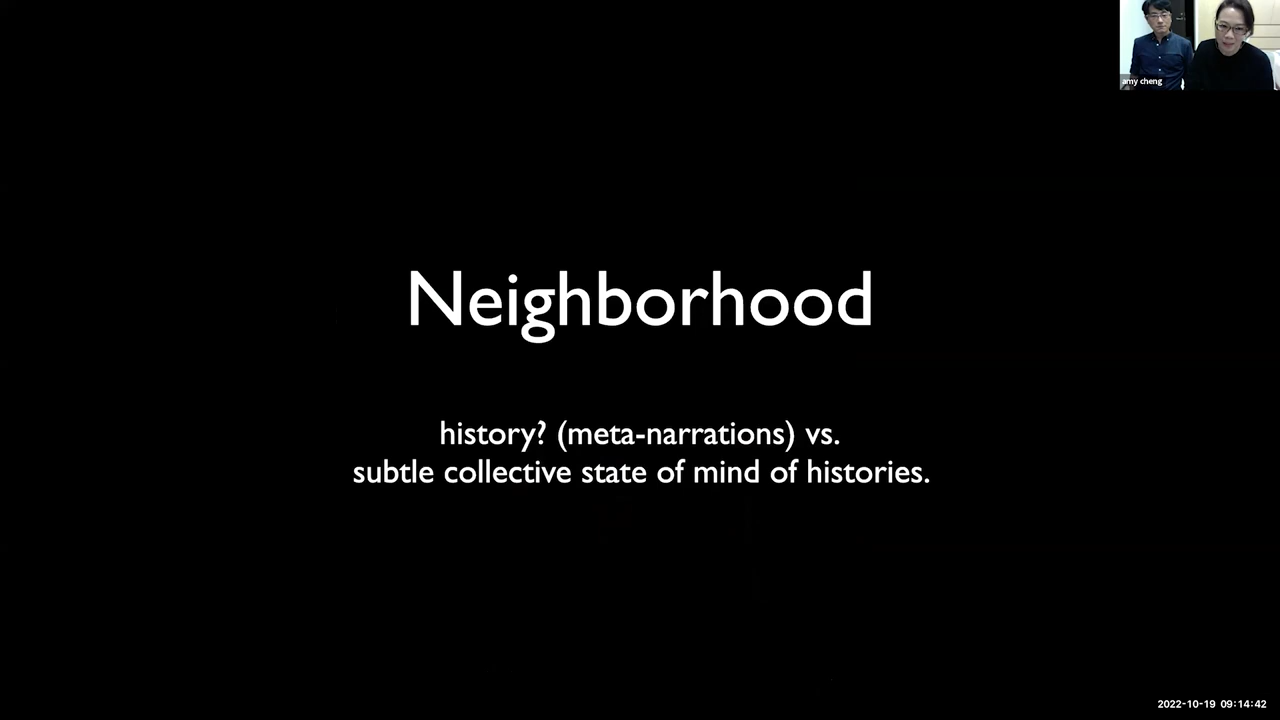 amy cheng
Neighborhood
history? (meta-narrations) vs.
subtle collective state of mind of histories.
2022-10-19 09:14:42